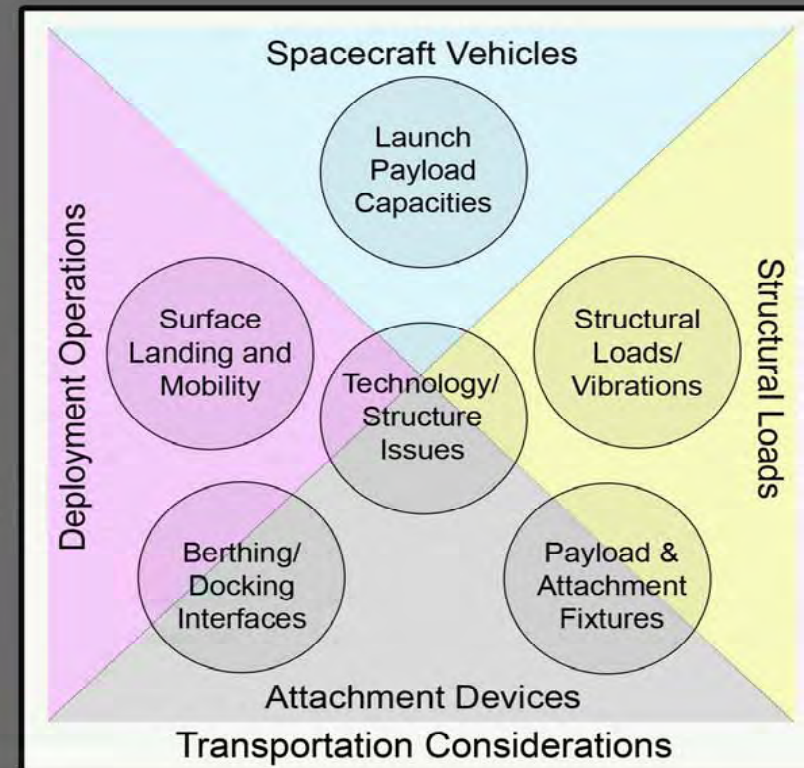 Spacecraft Vehicles
Launch
Payload
Capacities
Deployment Operations
Surface
Landing and
Mobility
Technology/
Structure
Issues
Structural
Loads/
Vibrations
Structural Loads
Berthing/
Docking
Interfaces
Payload &
Attachment
Fixtures
Attachment Devices
Transportation Considerations